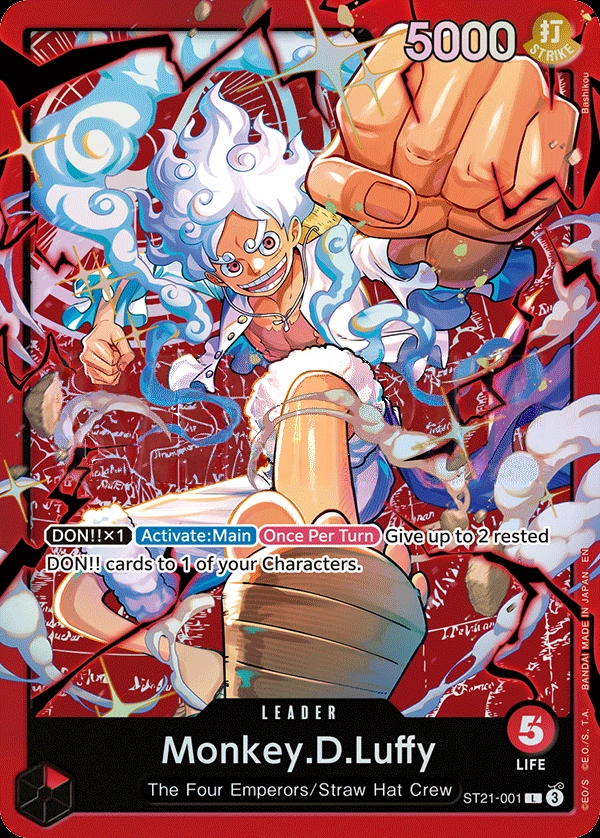 5000
打
STRIKE
Bashikou
DON!!×1 Activate:Main Once Per Turn Give up to 2 rested
DON!! cards to 1 of your Characters.
BANDAI MADE IN JAPAN EN
©E.O./S., T.A.
©EO/S
LEADER
Monkey.D.Luffy
The Four Emperors/Straw Hat Crew
5
LIFE
ST21-001 L 3